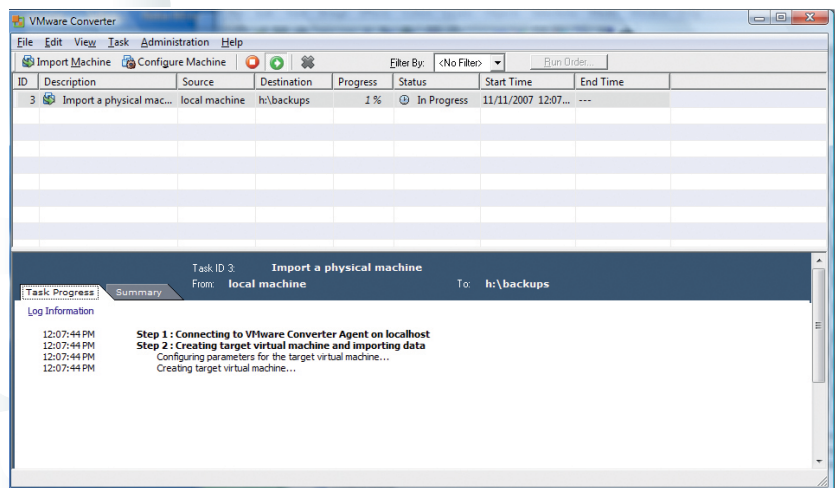 VMware Converter
File Edit View Task Administration Help
Import Machine Configure Machine Filter By: <No Filter> Run Order...
ID Description Source Destination Progress Status Start Time End Time
3 Import a physical mac... local machine h:\backups 1 % In Progress 11/11/2007 12:07... ---
Task ID 3: Import a physical machine
From: local machine To: h:\backups
Task Progress Summary
Log Information
12:07:44 PM Step 1 : Connecting to VMware Converter Agent on localhost
12:07:44 PM Step 2 : Creating target virtual machine and importing data
12:07:44 PM Configuring parameters for the target virtual machine...
12:07:44 PM Creating target virtual machine...